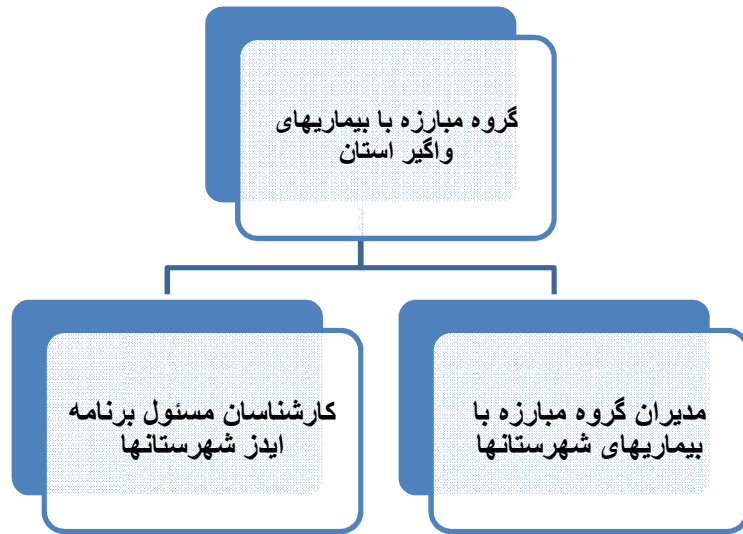 گروه مبارزه با بیماریهای
واگیر استان
مدیران گروه مبارزه با
بیماریهای شهرستانها
کارشناسان مسئول برنامه
ایدز شهرستانها